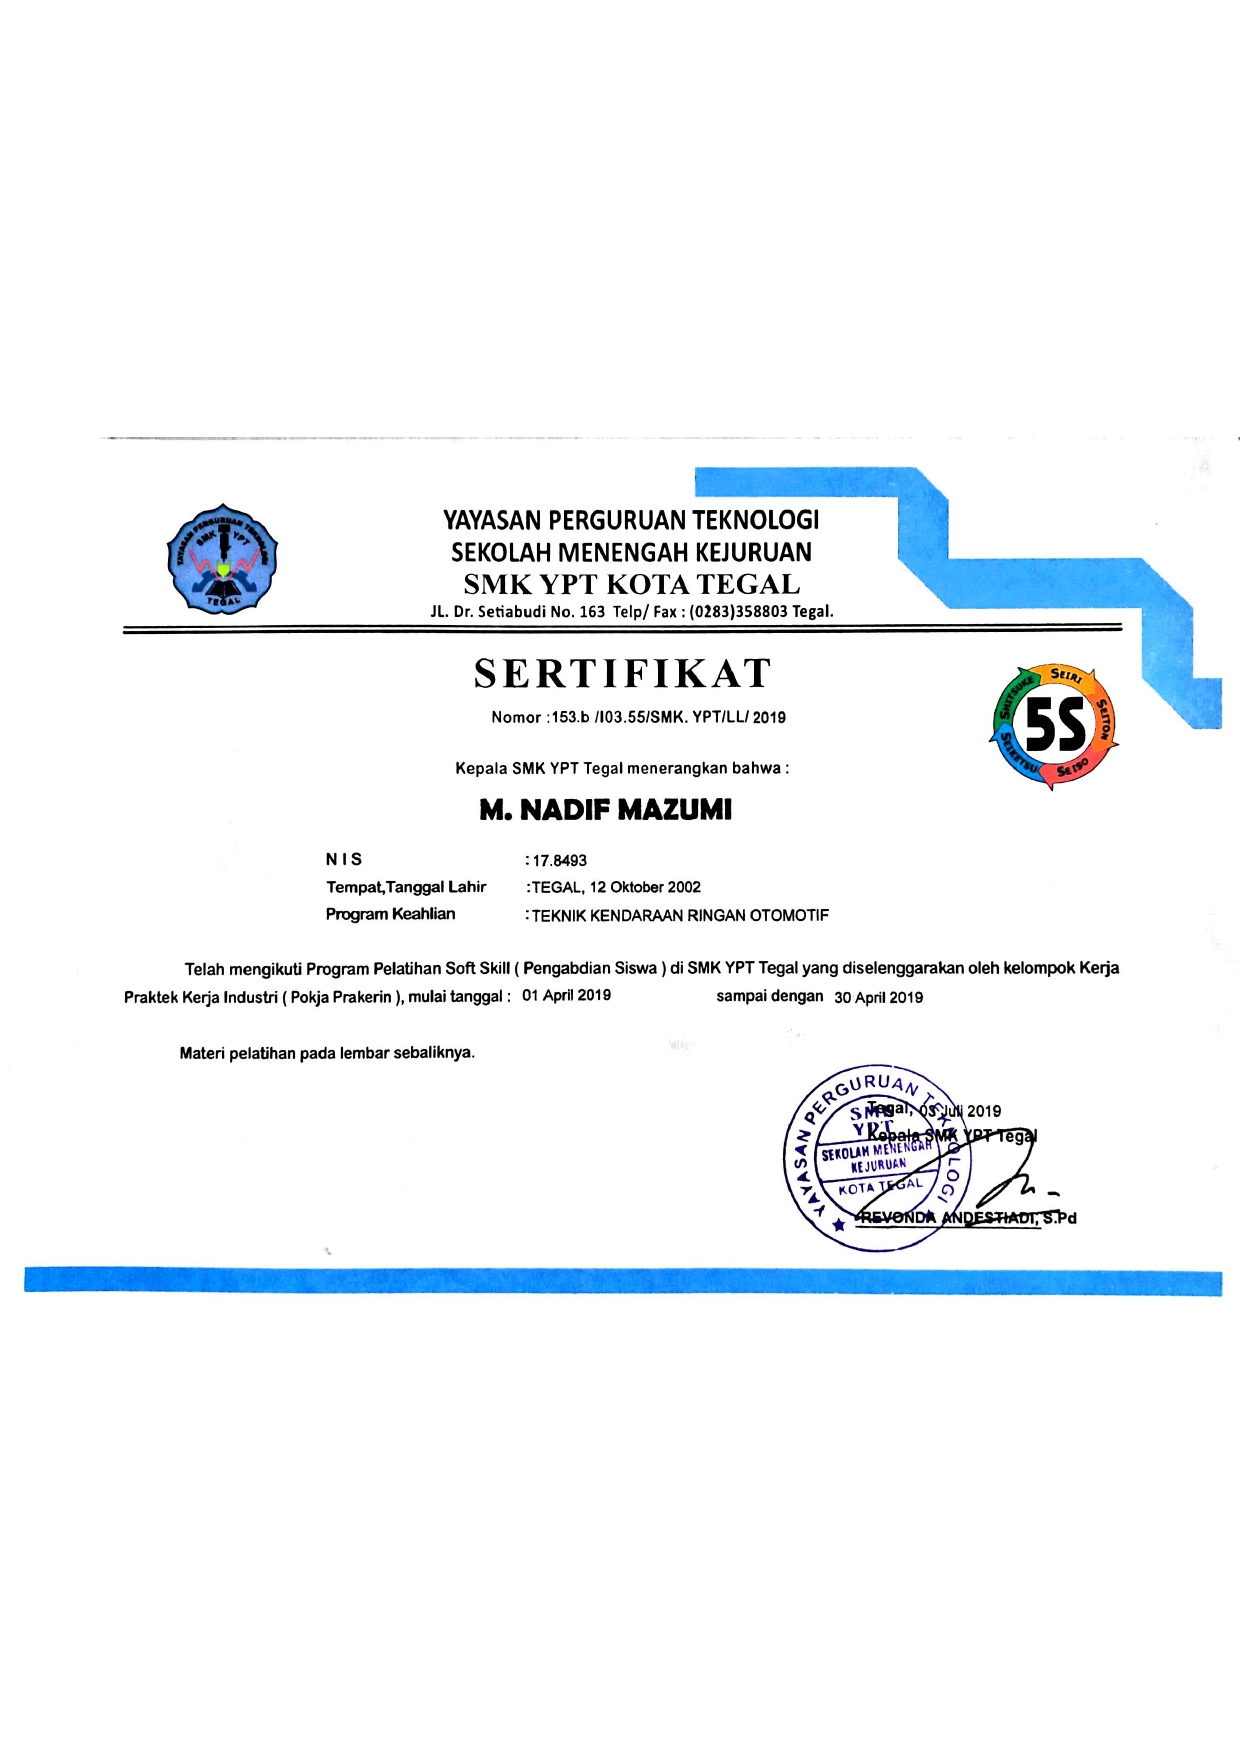 YAYASAN PERGURUAN TEKNOLOGI
SMK YPT
TEGAL
YAYASAN PERGURUAN TEKNOLOGI
SEKOLAH MENENGAH KEJURUAN
SMK YPT KOTA TEGAL
JL. Dr. Setiabudi No. 163 Telp/ Fax : (0283)358803 Tegal.
SERTIFIKAT
Nomor :153.b /I03.55/SMK. YPT/LL/ 2019
5S
SEIRI
SEITON
SEISO
SEIKETSU
SHITSUKE
Kepala SMK YPT Tegal menerangkan bahwa :
M. NADIF MAZUMI
N I S : 17.8493
Tempat,Tanggal Lahir :TEGAL, 12 Oktober 2002
Program Keahlian : TEKNIK KENDARAAN RINGAN OTOMOTIF
Telah mengikuti Program Pelatihan Soft Skill ( Pengabdian Siswa ) di SMK YPT Tegal yang diselenggarakan oleh kelompok Kerja
Praktek Kerja Industri ( Pokja Prakerin ), mulai tanggal : 01 April 2019 sampai dengan 30 April 2019
Materi pelatihan pada lembar sebaliknya.
Tegal, 03 Juli 2019
Kepala SMK YPT Tegal
YAYASAN PERGURUAN TEKNOLOGI
SMK
YPT
SEKOLAH MENENGAH
KEJURUAN
KOTA TEGAL
REVONDA ANDESTIADI, S.Pd